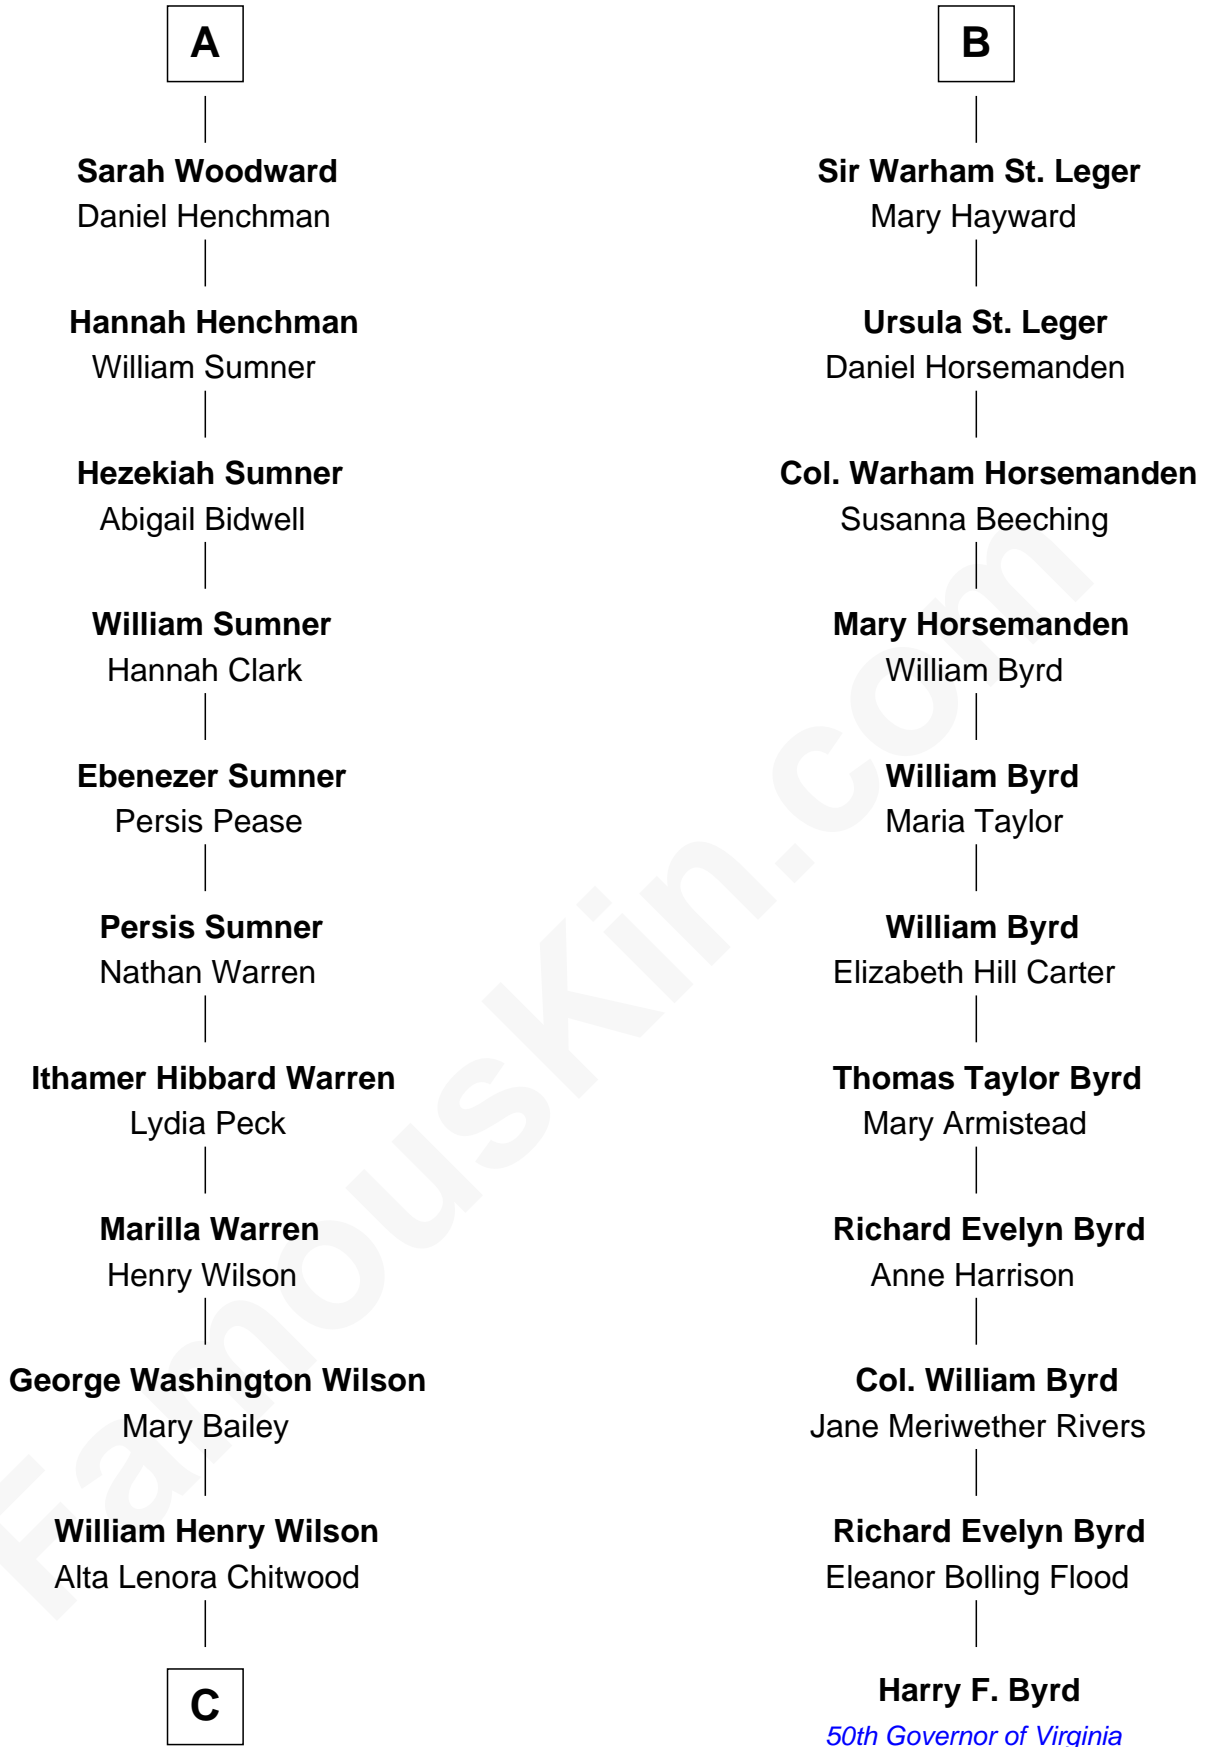 A
Sarah Woodward
Daniel Henchman
Hannah Henchman
William Sumner
Hezekiah Sumner
Abigail Bidwell
William Sumner
Hannah Clark
Ebenezer Sumner
Persis Pease
Persis Sumner
Nathan Warren
Ithamer Hibbard Warren
Lydia Peck
Marilla Warren
Henry Wilson
George Washington Wilson
Mary Bailey
William Henry Wilson
Alta Lenora Chitwood
C
B
Sir Warham St. Leger
Mary Hayward
Ursula St. Leger
Daniel Horsemanden
Col. Warham Horsemanden
Susanna Beeching
Mary Horsemanden
William Byrd
William Byrd
Maria Taylor
William Byrd
Elizabeth Hill Carter
Thomas Taylor Byrd
Mary Armistead
Richard Evelyn Byrd
Anne Harrison
Col. William Byrd
Jane Meriwether Rivers
Richard Evelyn Byrd
Eleanor Bolling Flood
Harry F. Byrd
50th Governor of Virginia
FamousKin.com